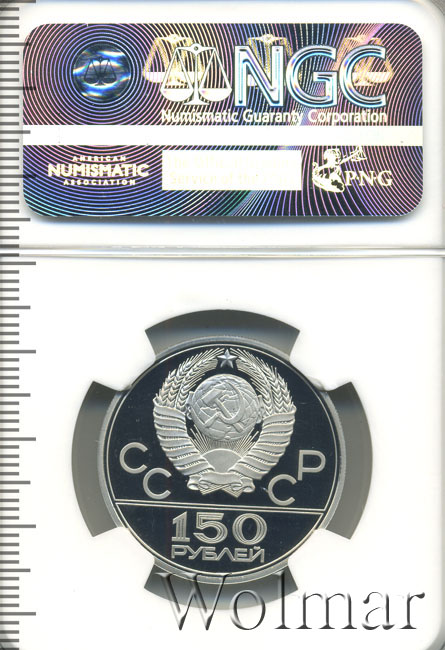 NGC
Numismatic Guaranty Corporation
AMERICAN
NUMISMATIC
ASSOCIATION
PNG
СССР
150
РУБЛЕЙ
Wolmar